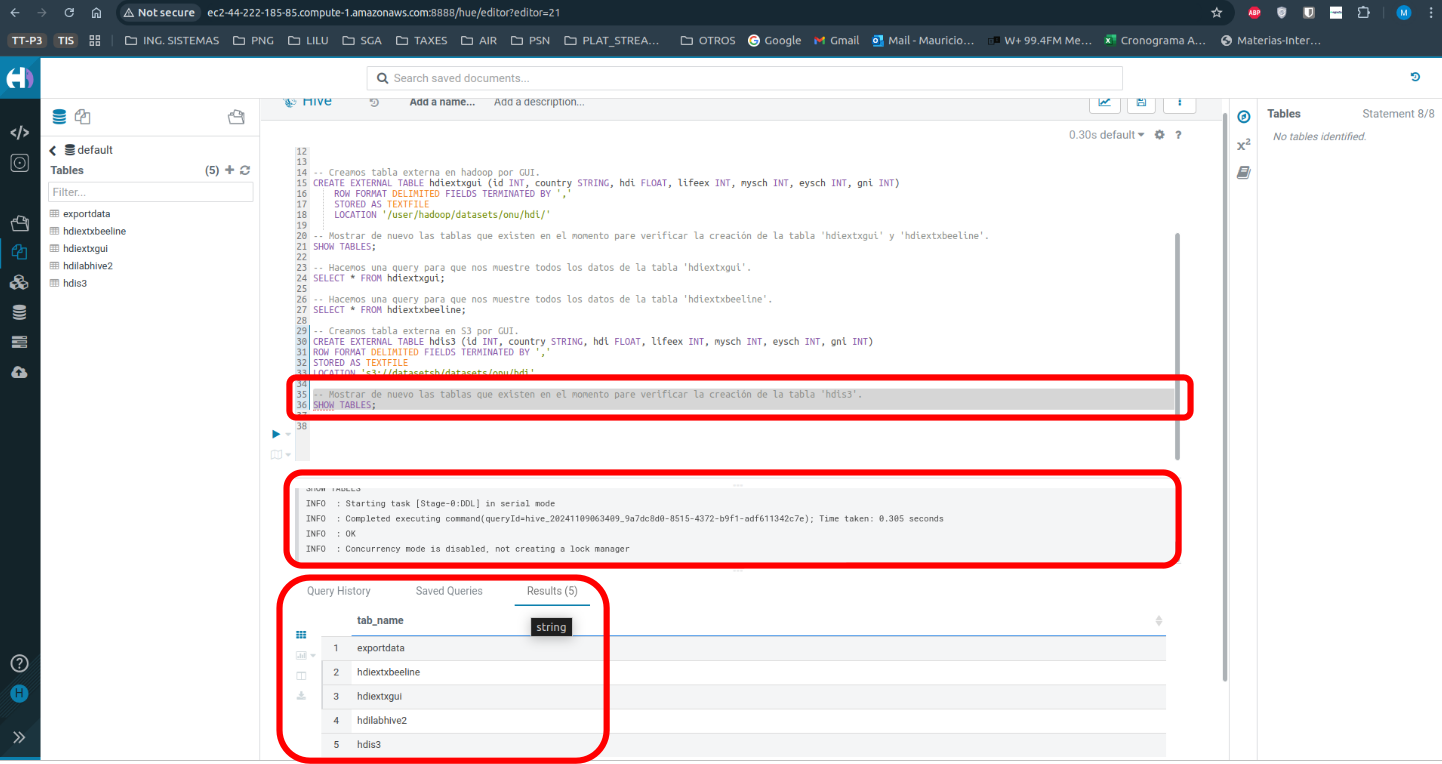 Not secure ec2-44-222-185-85.compute-1.amazonaws.com:8888/hue/editor?editor=21
ABP
M
TT-P3 TIS ING. SISTEMAS PNG LILU SGA TAXES AIR PSN PLAT_STREA... OTROS Google Gmail Mail - Mauricio... W+ 99.4FM Me... Cronograma A... Materias-Inter...
Search saved documents...
default
Tables (5)
Filter...
exportdata
hdiextxbeeline
hdiextxgui
hdilabhive2
hdis3
H
Hive Add a name... Add a description...
0.30s default ?
12
13
14 -- Creamos tabla externa en hadoop por GUI.
15 CREATE EXTERNAL TABLE hdiextxgui (id INT, country STRING, hdi FLOAT, lifeex INT, mysch INT, eysch INT, gni INT)
16 ROW FORMAT DELIMITED FIELDS TERMINATED BY ','
17 STORED AS TEXTFILE
18 LOCATION '/user/hadoop/datasets/onu/hdi/'
19
20 -- Mostrar de nuevo las tablas que existen en el momento pare verificar la creación de la tabla 'hdiextxgui' y 'hdiextxbeeline'.
21 SHOW TABLES;
22
23 -- Hacemos una query para que nos muestre todos los datos de la tabla 'hdiextxgui'.
24 SELECT * FROM hdiextxgui;
25
26 -- Hacemos una query para que nos muestre todos los datos de la tabla 'hdiextxbeeline'.
27 SELECT * FROM hdiextxbeeline;
28
29 -- Creamos tabla externa en S3 por GUI.
30 CREATE EXTERNAL TABLE hdis3 (id INT, country STRING, hdi FLOAT, lifeex INT, mysch INT, eysch INT, gni INT)
31 ROW FORMAT DELIMITED FIELDS TERMINATED BY ','
32 STORED AS TEXTFILE
33 LOCATION 's3://datasetsb/datasets/onu/hdi'
34
35 -- Mostrar de nuevo las tablas que existen en el momento pare verificar la creación de la tabla 'hdis3'.
36 SHOW TABLES;
37
38
SHOW TABLES
INFO : Starting task [Stage-0:DDL] in serial mode
INFO : Completed executing command(queryId=hive_20241109063409_9a7dc8d0-8515-4372-b9f1-adf611342c7e); Time taken: 0.305 seconds
INFO : OK
INFO : Concurrency mode is disabled, not creating a lock manager
Query History Saved Queries Results (5)
tab_name
string
1 exportdata
2 hdiextxbeeline
3 hdiextxgui
4 hdilabhive2
5 hdis3
Tables Statement 8/8
No tables identified.
x²